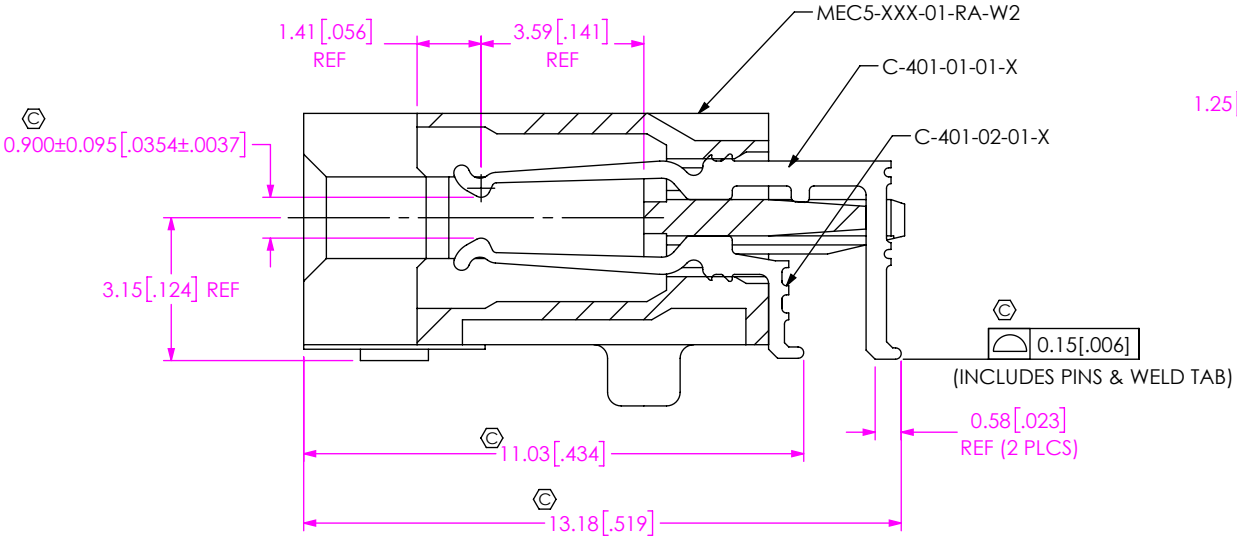 MEC5-XXX-01-RA-W2
1.41[.056]
REF
3.59[.141]
REF
C-401-01-01-X
1.25[
C
0.900±0.095[.0354±.0037]
C-401-02-01-X
3.15[.124] REF
C
0.15[.006]
(INCLUDES PINS & WELD TAB)
0.58[.023]
REF (2 PLCS)
C
11.03[.434]
C
13.18[.519]